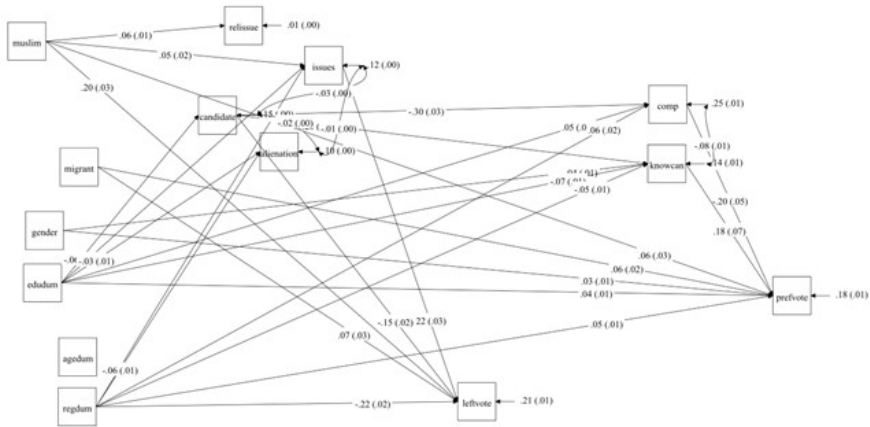 muslim
relissue
.01 (.00)
.06 (.01)
.05 (.02)
issues
.12 (.00)
.20 (.03)
-.03 (.00)
candidate
-.30 (.03)
comp
.25 (.01)
-.02 (.00)
-.01 (.00)
.05
.06 (.02)
-.08 (.01)
alienation
.10 (.00)
knowcan
.14 (.01)
migrant
-.07 (.01)
-.05 (.01)
-.20 (.05)
gender
.18 (.07)
-.03 (.01)
.06 (.03)
.06 (.02)
edudum
.03 (.01)
.04 (.01)
prefvote
.18 (.01)
-.15 (.02)
.22 (.03)
.05 (.01)
.07 (.03)
agedum
-.06 (.01)
regdum
-.22 (.02)
leftvote
.21 (.01)